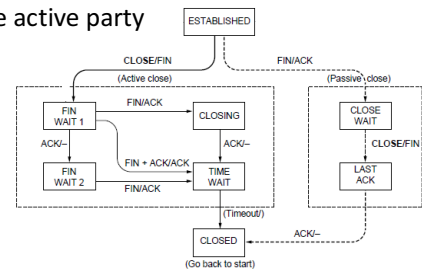 e active party
ESTABLISHED
CLOSE/FIN
FIN/ACK
(Active close)
(Passive close)
FIN/ACK
FIN
WAIT 1
CLOSING
CLOSE
WAIT
ACK/–
ACK/–
CLOSE/FIN
FIN + ACK/ACK
FIN
WAIT 2
TIME
WAIT
LAST
ACK
FIN/ACK
(Timeout/)
ACK/–
CLOSED
(Go back to start)